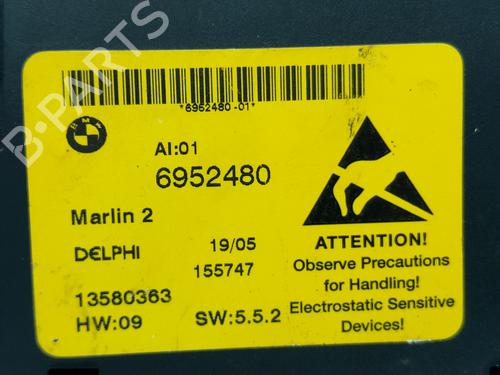 *6952480-01*
BMW
AI:01
6952480
Marlin 2
DELPHI
19/05
155747
13580363
HW:09
SW:5.5.2
ATTENTION!
Observe Precautions
for Handling!
Electrostatic Sensitive
Devices!
B-PARTS